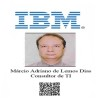 IBM
Márcio Adriano de Lemos Dias
Consultor de TI